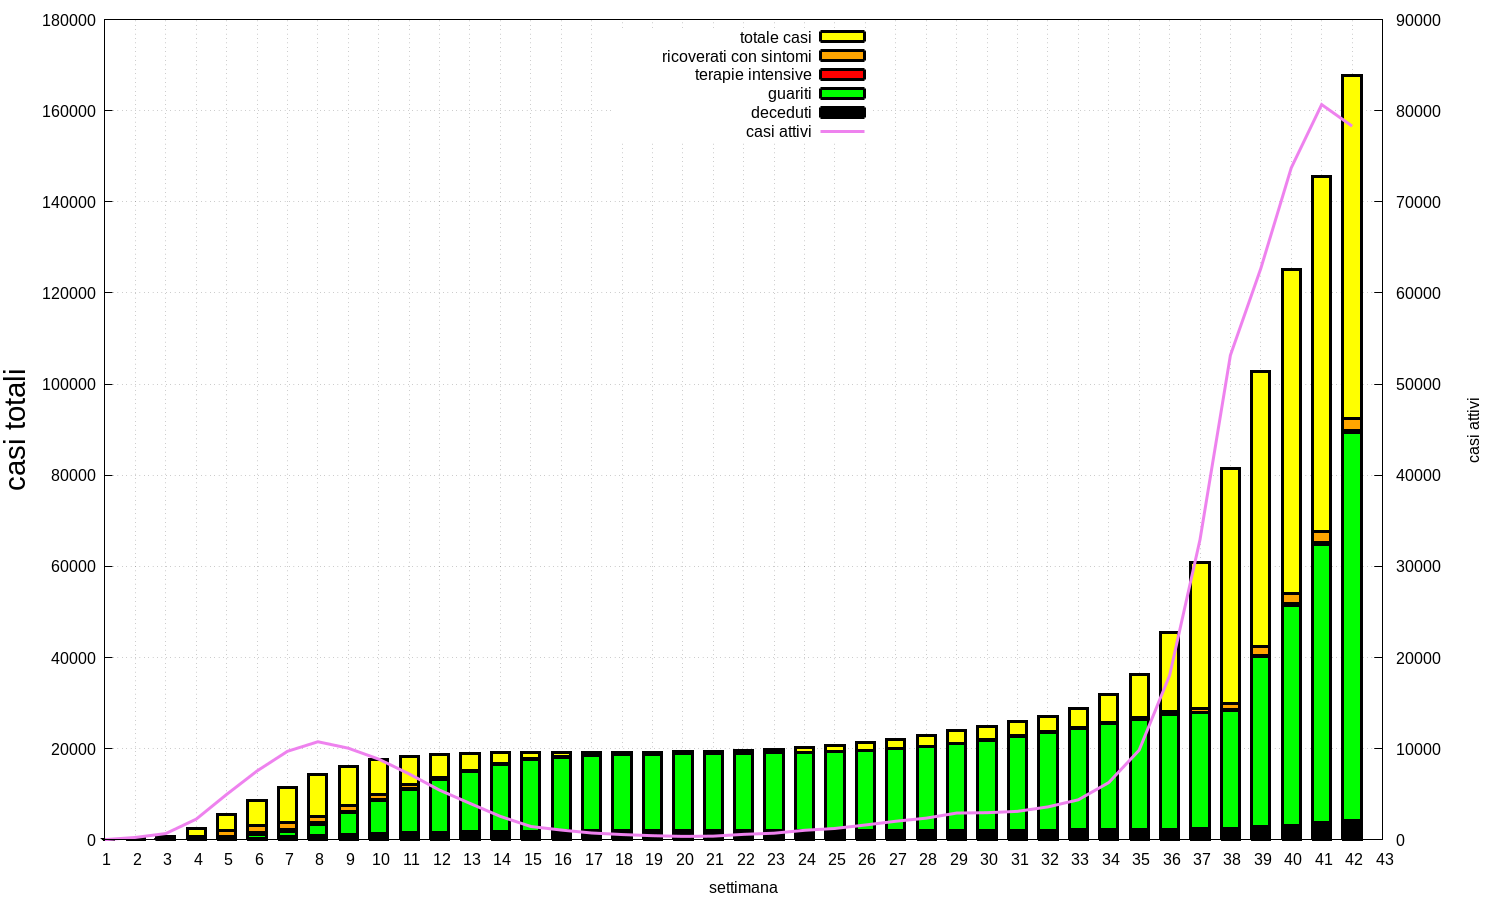 totale casi
ricoverati con sintomi
terapie intensive
guariti
deceduti
casi attivi
180000
160000
140000
120000
100000
80000
60000
40000
20000
0
casi totali
90000
80000
70000
60000
50000
40000
30000
20000
10000
0
casi attivi
1 2 3 4 5 6 7 8 9 10 11 12 13 14 15 16 17 18 19 20 21 22 23 24 25 26 27 28 29 30 31 32 33 34 35 36 37 38 39 40 41 42 43
settimana